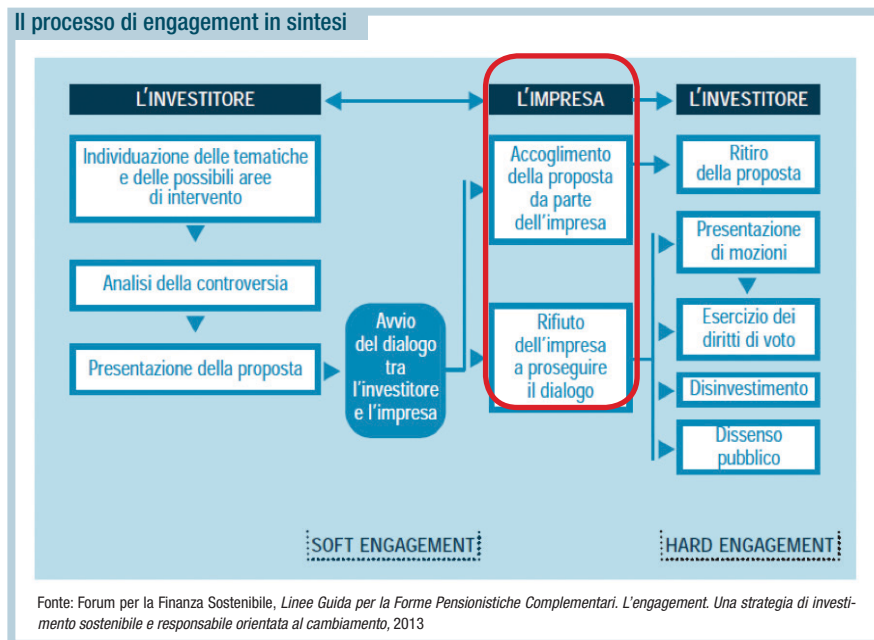 Il processo di engagement in sintesi
L'INVESTITORE
Individuazione delle tematiche
e delle possibili aree
di intervento
Analisi della controversia
Presentazione della proposta
Avvio
del dialogo
tra
l'investitore
e l'impresa
L'IMPRESA
Accoglimento
della proposta
da parte
dell'impresa
Rifiuto
dell'impresa
a proseguire
il dialogo
L'INVESTITORE
Ritiro
della proposta
Presentazione
di mozioni
Esercizio dei
diritti di voto
Disinvestimento
Dissenso
pubblico
SOFT ENGAGEMENT
HARD ENGAGEMENT
Fonte: Forum per la Finanza Sostenibile, Linee Guida per la Forme Pensionistiche Complementari. L'engagement. Una strategia di investi-
mento sostenibile e responsabile orientata al cambiamento, 2013